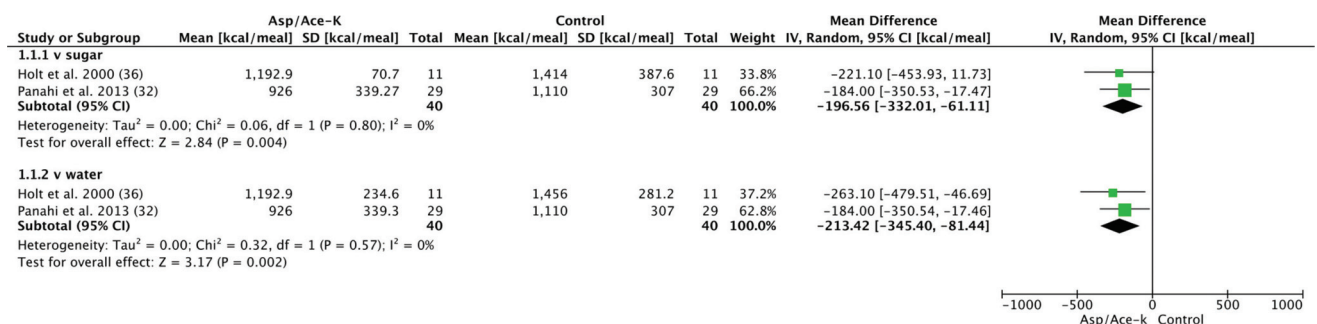 Asp/Ace-K Control Mean Difference Mean Difference
Study or Subgroup Mean [kcal/meal] SD [kcal/meal] Total Mean [kcal/meal] SD [kcal/meal] Total Weight IV, Random, 95% CI [kcal/meal] IV, Random, 95% CI [kcal/meal]
1.1.1 v sugar
Holt et al. 2000 (36) 1,192.9 70.7 11 1,414 387.6 11 33.8% -221.10 [-453.93, 11.73]
Panahi et al. 2013 (32) 926 339.27 29 1,110 307 29 66.2% -184.00 [-350.53, -17.47]
Subtotal (95% CI) 40 40 100.0% -196.56 [-332.01, -61.11]
Heterogeneity: Tau² = 0.00; Chi² = 0.06, df = 1 (P = 0.80); I² = 0%
Test for overall effect: Z = 2.84 (P = 0.004)
1.1.2 v water
Holt et al. 2000 (36) 1,192.9 234.6 11 1,456 281.2 11 37.2% -263.10 [-479.51, -46.69]
Panahi et al. 2013 (32) 926 339.3 29 1,110 307 29 62.8% -184.00 [-350.54, -17.46]
Subtotal (95% CI) 40 40 100.0% -213.42 [-345.40, -81.44]
Heterogeneity: Tau² = 0.00; Chi² = 0.32, df = 1 (P = 0.57); I² = 0%
Test for overall effect: Z = 3.17 (P = 0.002)
-1000 -500 0 500 1000
Asp/Ace-k Control